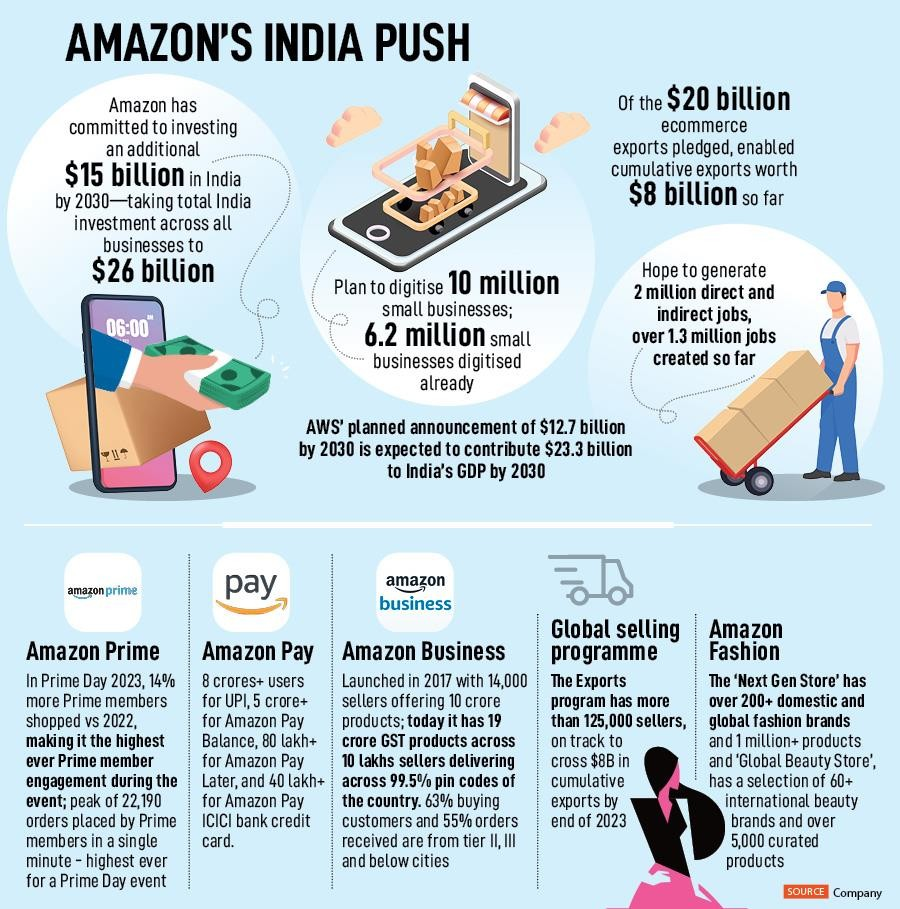 AMAZON'S INDIA PUSH
Amazon has
committed to investing
an additional
$15 billion in India
by 2030—taking total India
investment across all
businesses to
$26 billion
06:00
AM
Plan to digitise 10 million
small businesses;
6.2 million small
businesses digitised
already
Of the $20 billion
ecommerce
exports pledged, enabled
cumulative exports worth
$8 billion so far
Hope to generate
2 million direct and
indirect jobs,
over 1.3 million jobs
created so far
AWS' planned announcement of $12.7 billion
by 2030 is expected to contribute $23.3 billion
to India's GDP by 2030
amazon prime
Amazon Prime
In Prime Day 2023, 14%
more Prime members
shopped vs 2022,
making it the highest
ever Prime member
engagement during the
event; peak of 22,190
orders placed by Prime
members in a single
minute - highest ever
for a Prime Day event
pay
Amazon Pay
8 crores+ users
for UPI, 5 crore+
for Amazon Pay
Balance, 80 lakh+
for Amazon Pay
Later, and 40 lakh+
for Amazon Pay
ICICI bank credit
card.
amazon
business
Amazon Business
Launched in 2017 with 14,000
sellers offering 10 crore
products; today it has 19
crore GST products across
10 lakhs sellers delivering
across 99.5% pin codes of
the country. 63% buying
customers and 55% orders
received are from tier II, III
and below cities
Global selling
programme
The Exports
program has more
than 125,000 sellers,
on track to
cross $8B in
cumulative
exports by
end of 2023
Amazon
Fashion
The 'Next Gen Store' has
over 200+ domestic and
global fashion brands
and 1 million+ products
and 'Global Beauty Store',
has a selection of 60+
international beauty
brands and over
5,000 curated
products
SOURCE Company